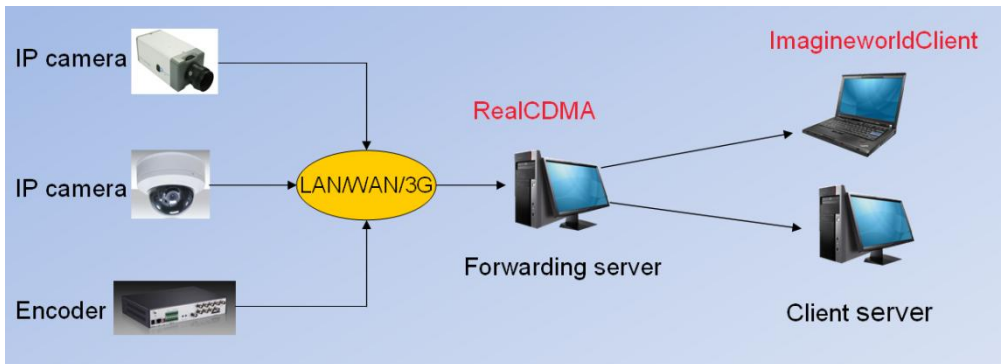 IP camera
ImagineworldClient
RealCDMA
IP camera
LAN/WAN/3G
Forwarding server
Encoder
Client server